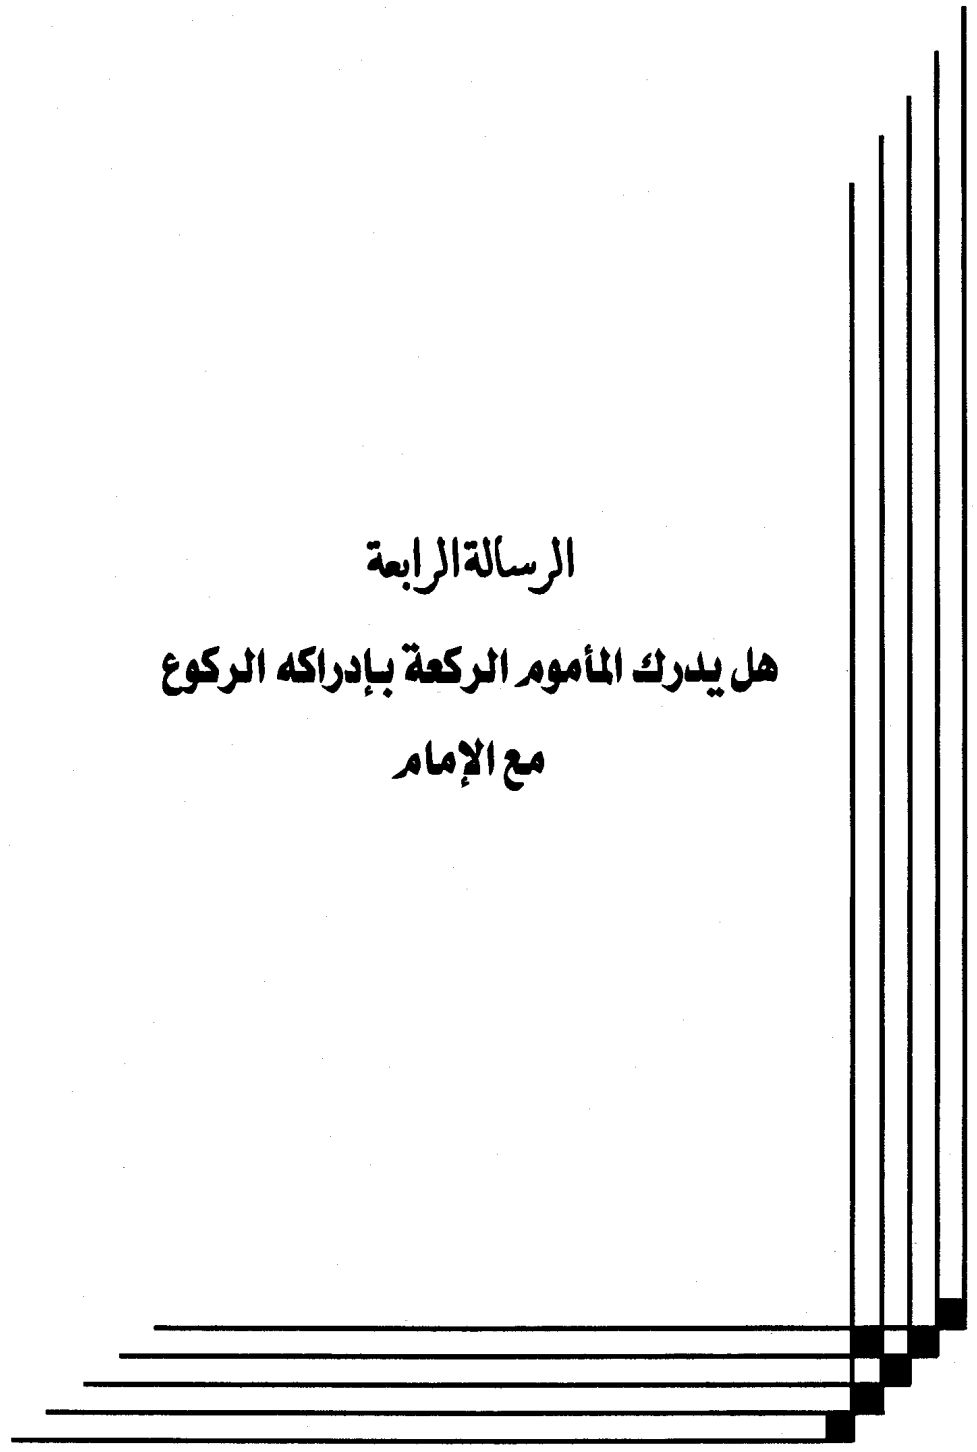 الرسالة الرابعة
هل يدرك المأموم الركعة بإدراكه الركوع
مع الإمام